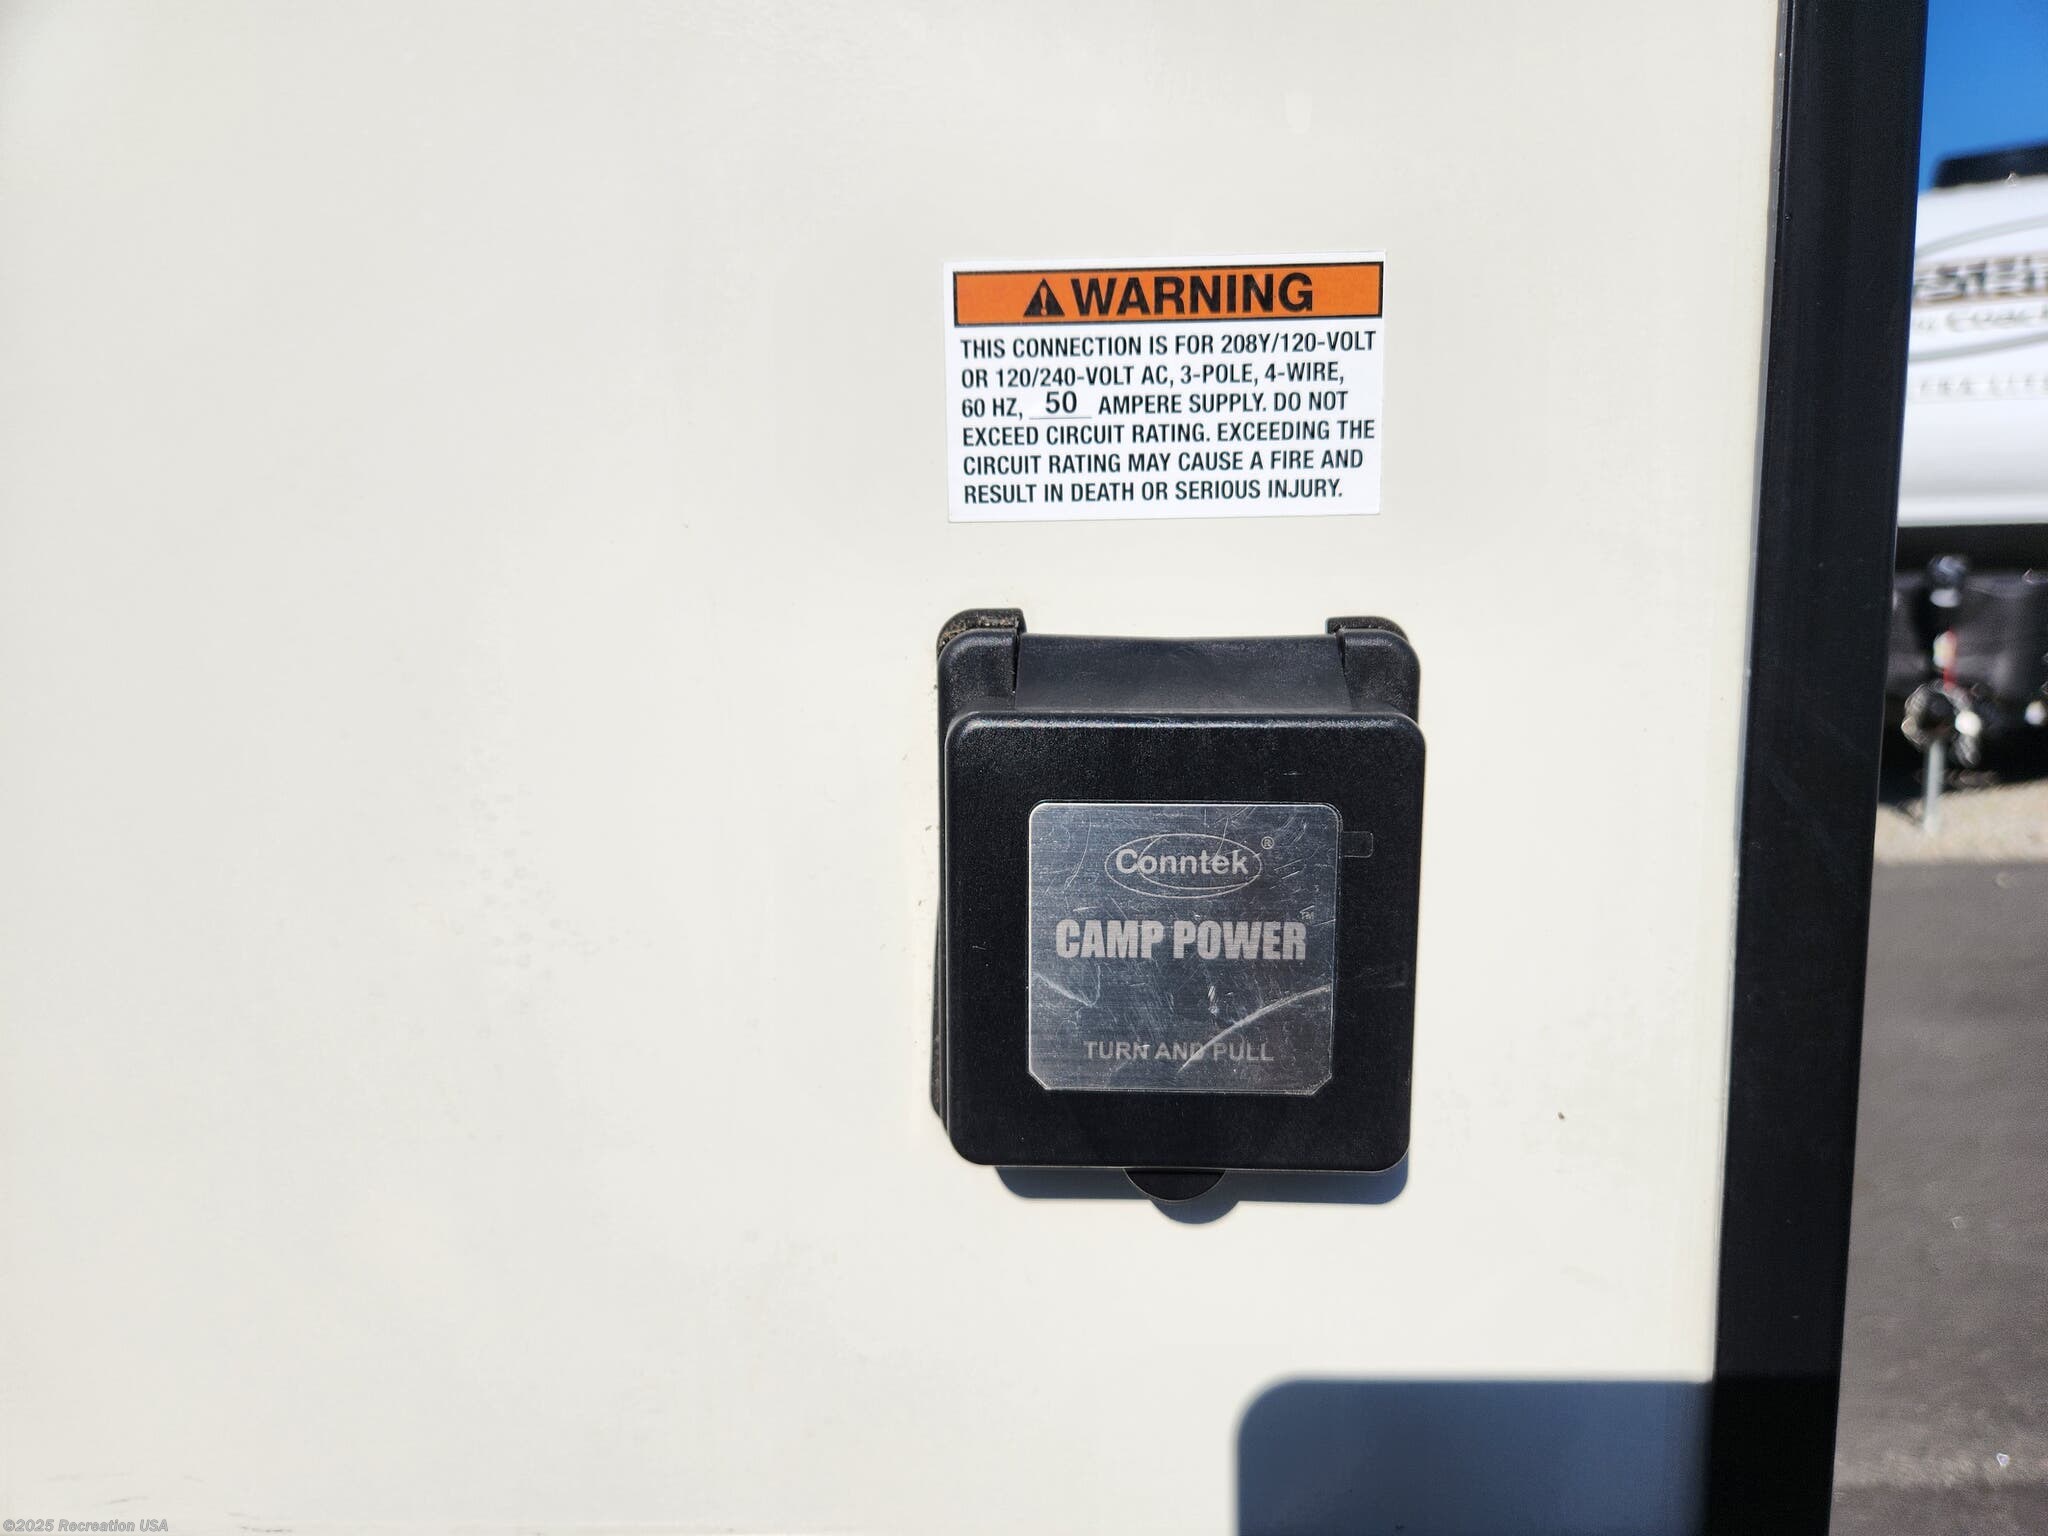 WARNING
THIS CONNECTION IS FOR 208Y/120-VOLT
OR 120/240-VOLT AC, 3-POLE, 4-WIRE,
60 HZ, 50 AMPERE SUPPLY. DO NOT
EXCEED CIRCUIT RATING. EXCEEDING THE
CIRCUIT RATING MAY CAUSE A FIRE AND
RESULT IN DEATH OR SERIOUS INJURY.
Conntek®
CAMP POWER™
TURN AND PULL
©2025 Recreation USA